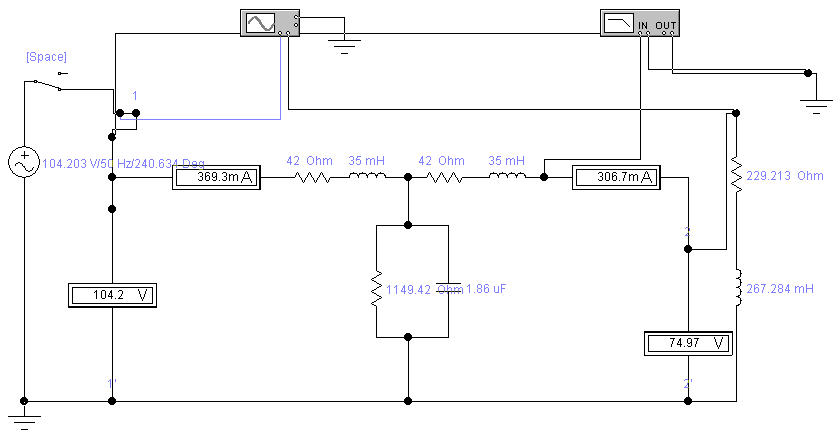 IN OUT
[Space]
1
104.203 V/50 Hz/240.634 Deg
369.3m A
42 Ohm
35 mH
42 Ohm
35 mH
306.7m A
229.213 Ohm
2
104.2 V
1149.42 Ohm
1.86 uF
267.284 mH
74.97 V
1'
2'